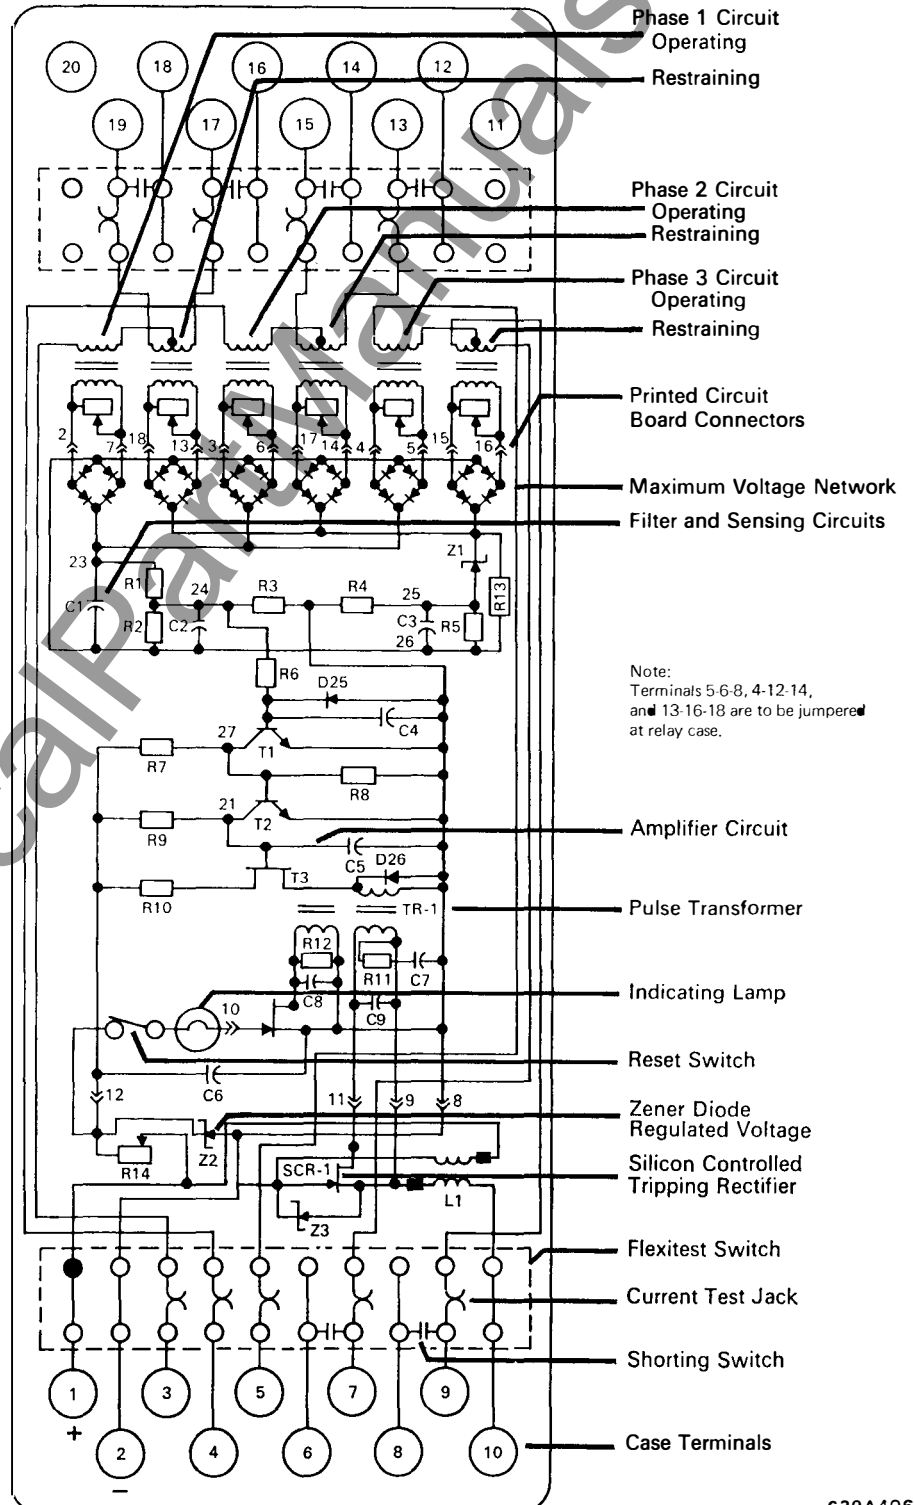 Phase 1 Circuit
Operating
Restraining
20 18 16 14 12
19 17 15 13 11
Phase 2 Circuit
Operating
Restraining
Phase 3 Circuit
Operating
Restraining
Printed Circuit
Board Connectors
2 7 18 13 3 6 17 14 4 5 15 16
Maximum Voltage Network
Filter and Sensing Circuits
Z1
23
R1 24 R3 R4 25 R13
C1 R2 C2 C3 R5
26
R6
D25
C4
Note:
Terminals 5-6-8, 4-12-14,
and 13-16-18 are to be jumpered
at relay case.
27 T1
R7 R8
21 T2
R9 C5
Amplifier Circuit
D26
T3
R10 TR-1
Pulse Transformer
R12 R11 C7
C8 C9
Indicating Lamp
10
Reset Switch
C6
12 11 9 8
Zener Diode
Regulated Voltage
R14 Z2
SCR-1
Silicon Controlled
Tripping Rectifier
L1
Z3
Flexitest Switch
Current Test Jack
Shorting Switch
1 3 5 7 9
+
2 4 6 8 10
–
Case Terminals